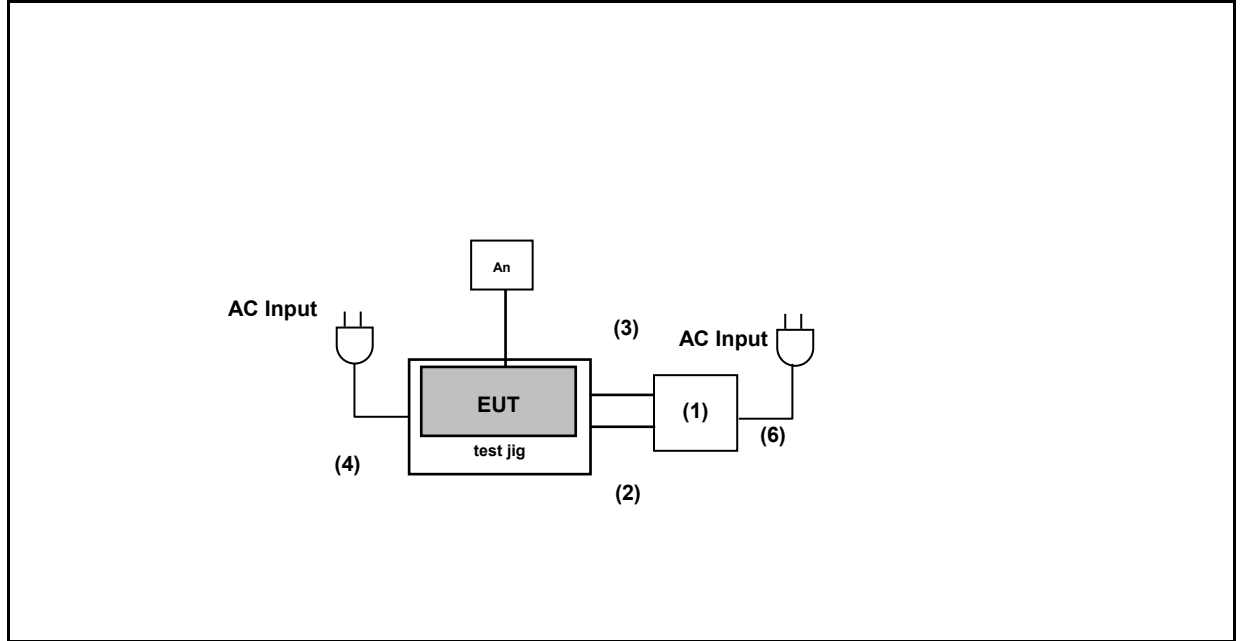 An
AC Input
(3)
AC Input
EUT
(1)
(6)
test jig
(4)
(2)